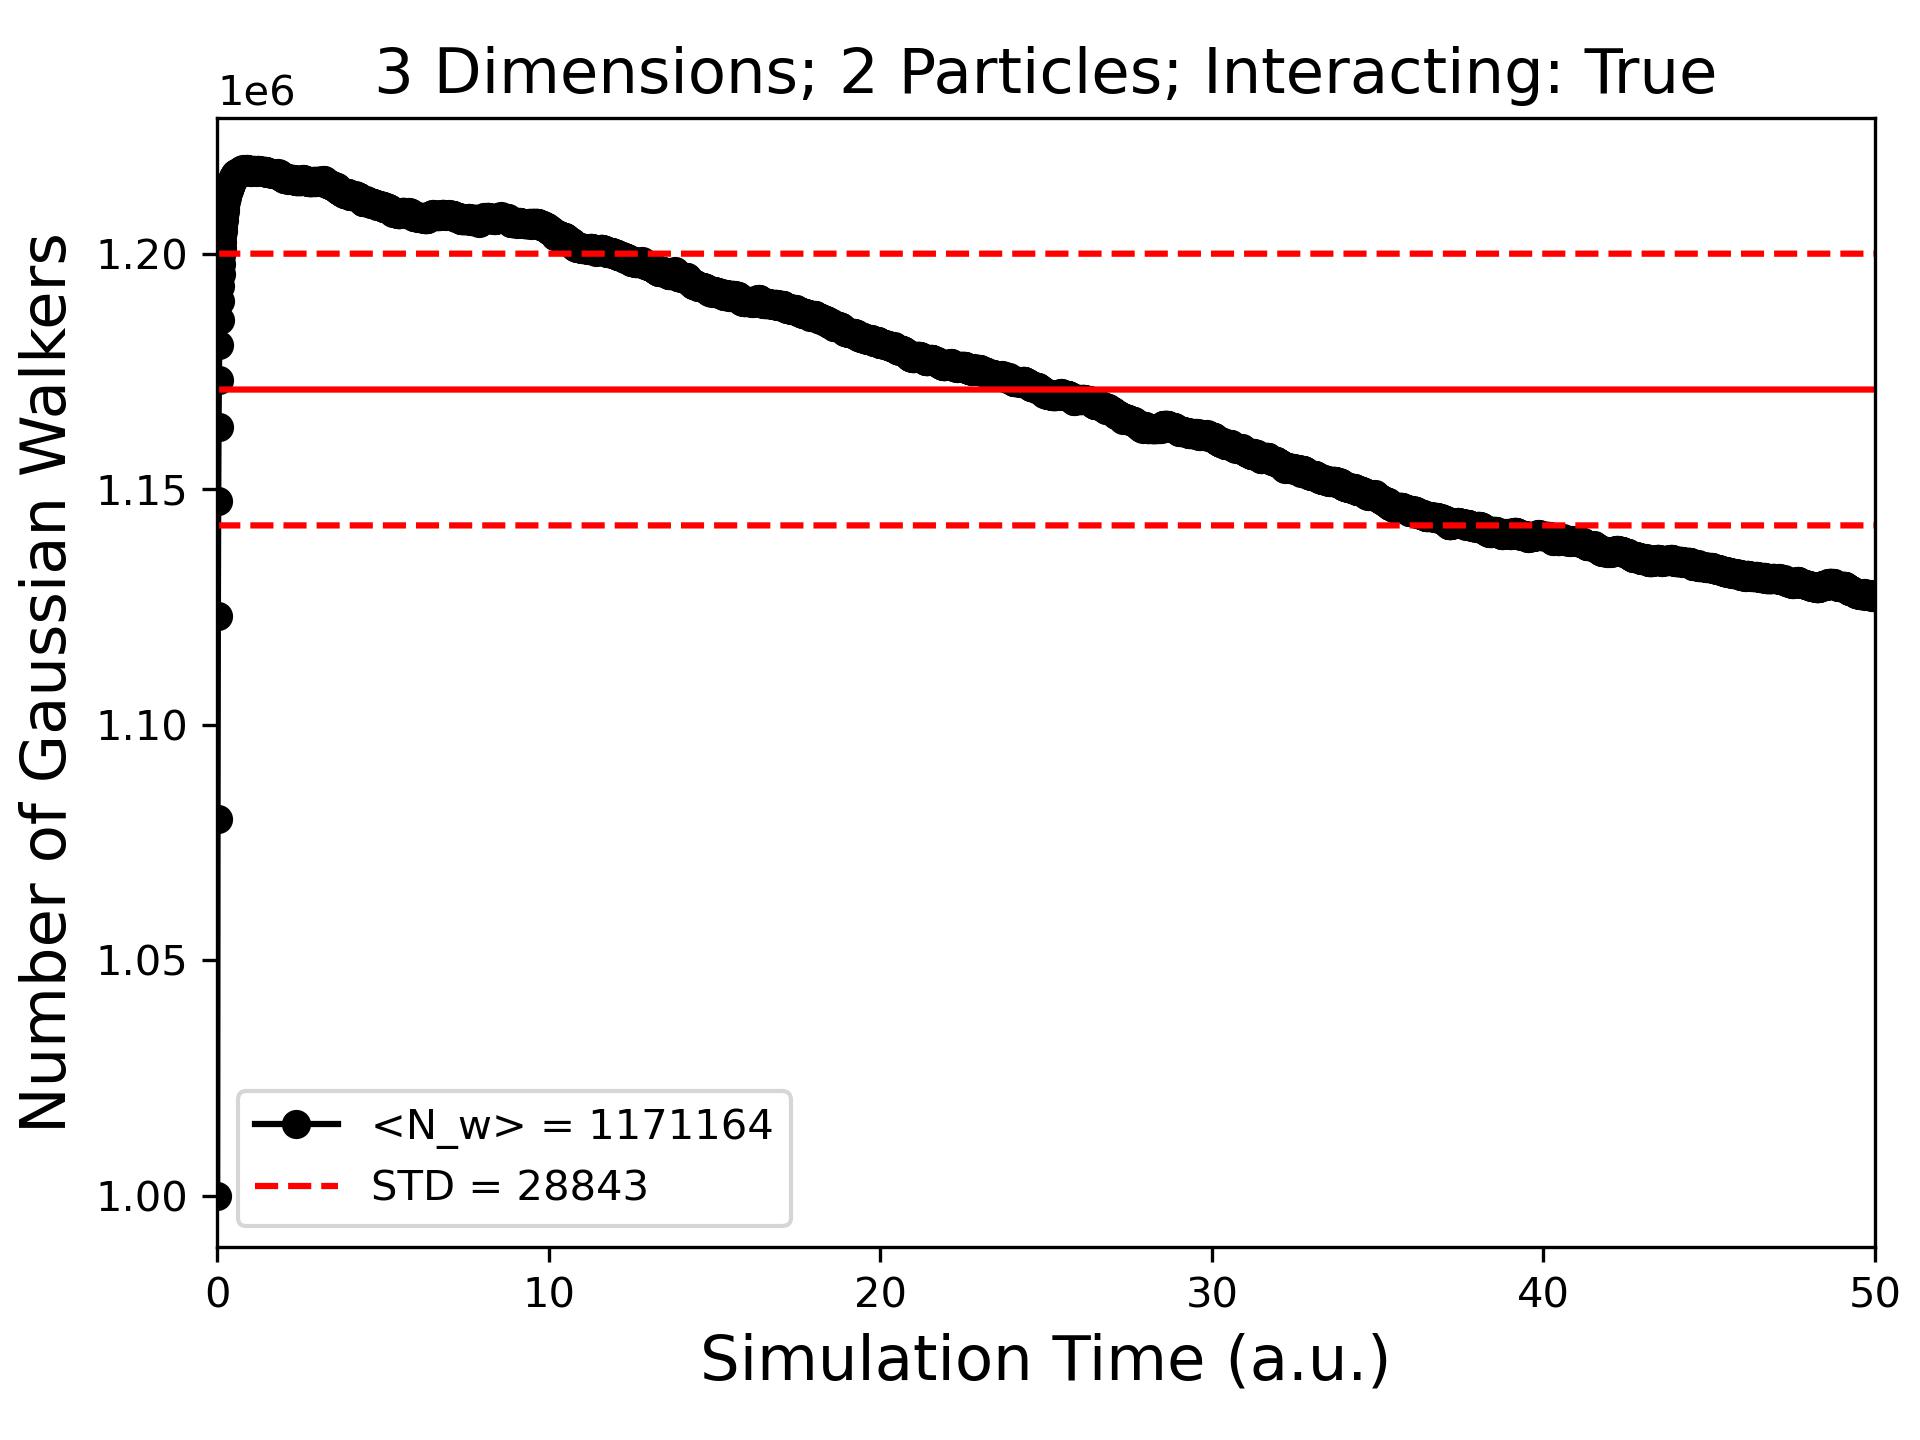 3 Dimensions; 2 Particles; Interacting: True
1e6
Number of Gaussian Walkers
1.20
1.15
1.10
1.05
1.00
<N_w> = 1171164
STD = 28843
0 10 20 30 40 50
Simulation Time (a.u.)